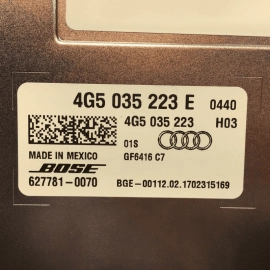 4G5 035 223 E 0440
4G5 035 223 H03
01S
MADE IN MEXICO GF6416 C7
BOSE
627781-0070 BGE-00112.02.1702315169